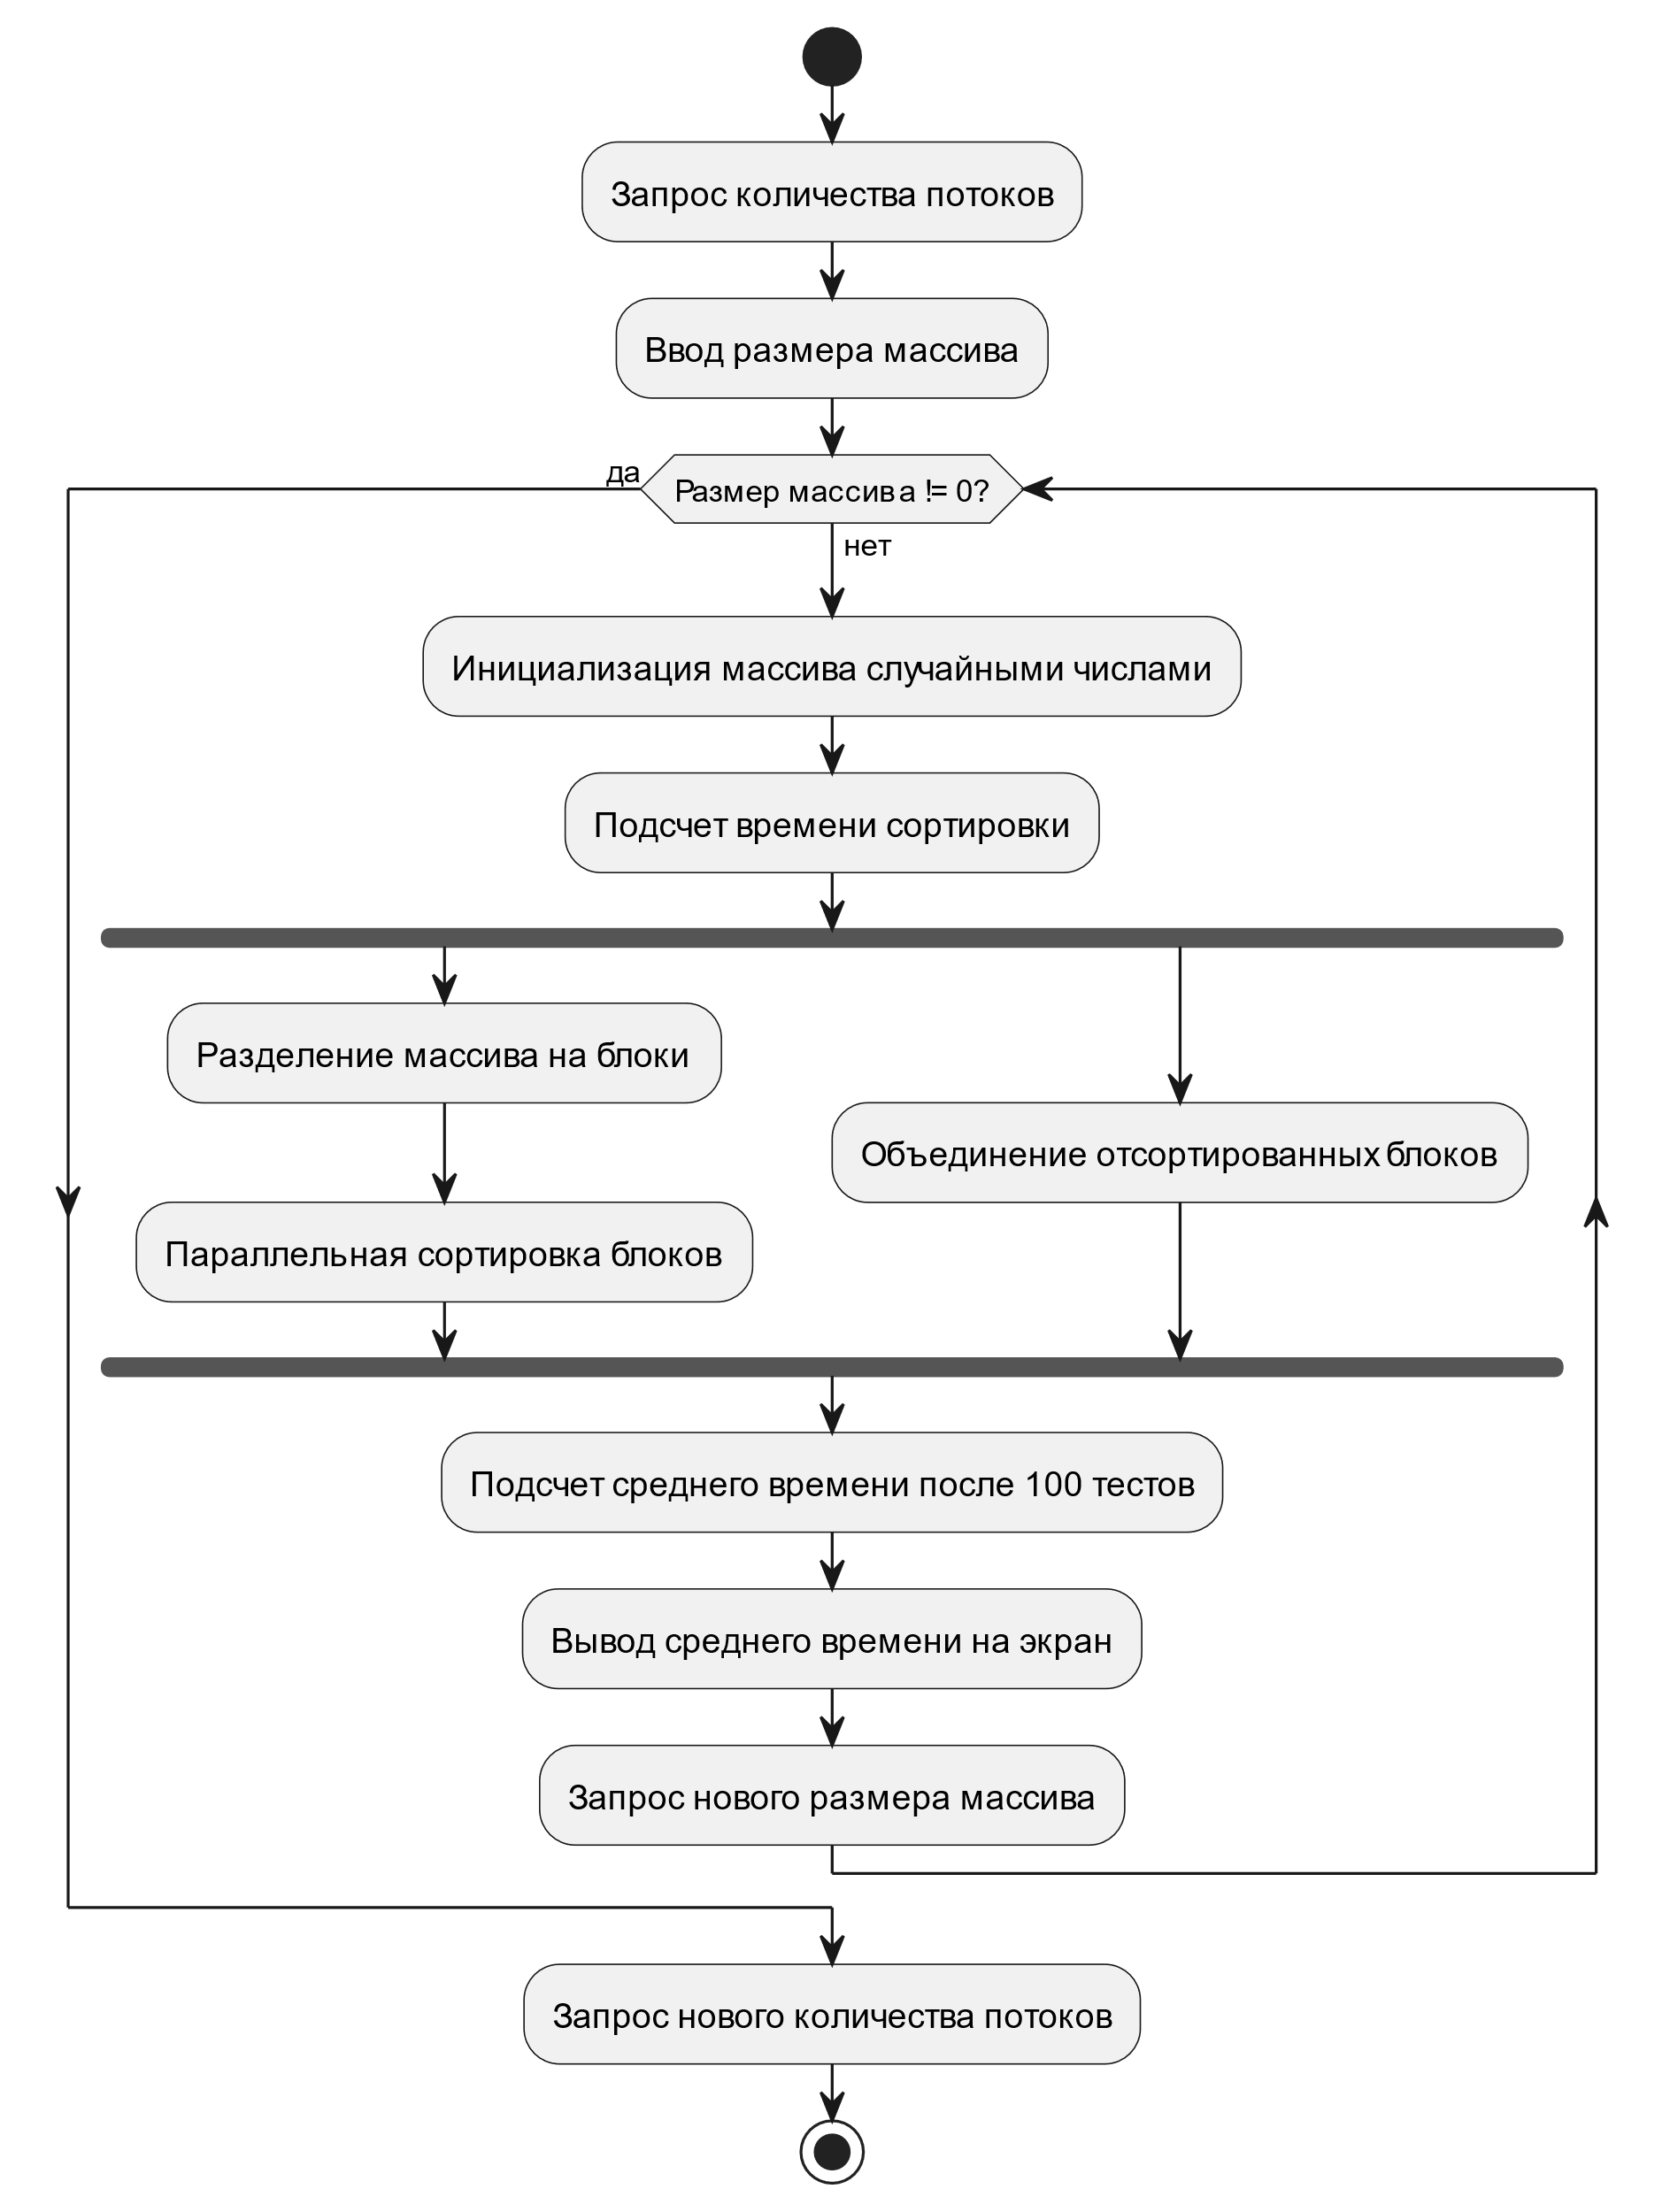 Запрос количества потоков
Ввод размера массива
да
Размер массива != 0?
нет
Инициализация массива случайными числами
Подсчет времени сортировки
Разделение массива на блоки
Объединение отсортированных блоков
Параллельная сортировка блоков
Подсчет среднего времени после 100 тестов
Вывод среднего времени на экран
Запрос нового размера массива
Запрос нового количества потоков